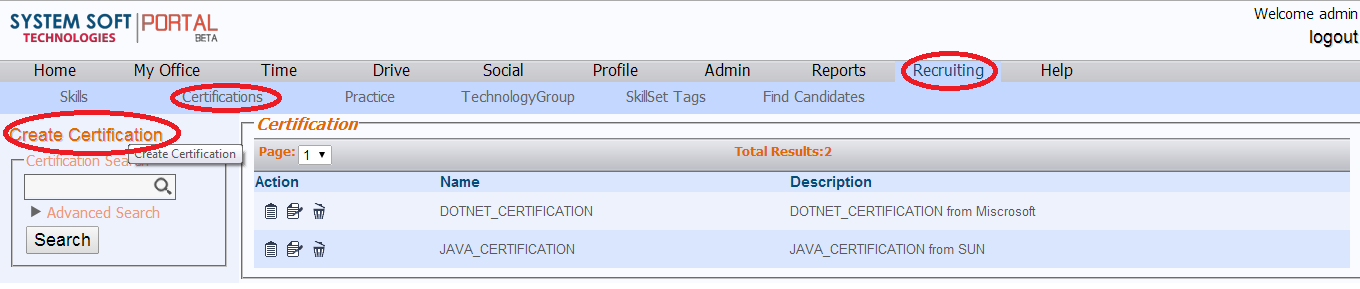 SYSTEM SOFT TECHNOLOGIES PORTAL BETA
Welcome admin
logout
Home My Office Time Drive Social Profile Admin Reports Recruiting Help
Skills Certifications Practice TechnologyGroup SkillSet Tags Find Candidates
Create Certification
Create Certification
Certification Search
Advanced Search
Search
Certification
Page: 1 Total Results:2
Action Name Description
DOTNET_CERTIFICATION DOTNET_CERTIFICATION from Miscrosoft
JAVA_CERTIFICATION JAVA_CERTIFICATION from SUN